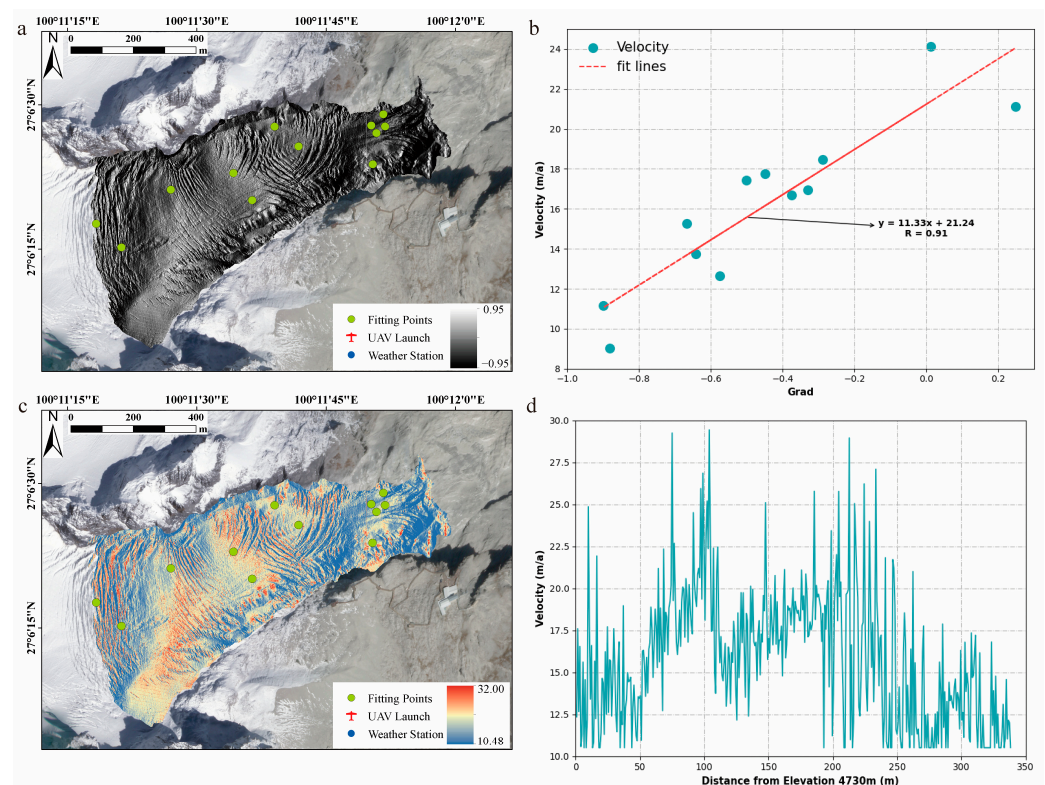 a
100°11'15"E 100°11'30"E 100°11'45"E 100°12'0"E
N
0 200 400
m
27°6'30"N
27°6'15"N
Fitting Points
UAV Launch
Weather Station
0.95
−0.95
b
Velocity
fit lines
y = 11.33x + 21.24
R = 0.91
Velocity (m/a)
24
22
20
18
16
14
12
10
8
−1.0 −0.8 −0.6 −0.4 −0.2 0.0 0.2
Grad
c
100°11'15"E 100°11'30"E 100°11'45"E 100°12'0"E
N
0 200 400
m
27°6'30"N
27°6'15"N
Fitting Points
UAV Launch
Weather Station
32.00
10.48
d
Velocity (m/a)
30.0
27.5
25.0
22.5
20.0
17.5
15.0
12.5
10.0
0 50 100 150 200 250 300 350
Distance from Elevation 4730m (m)